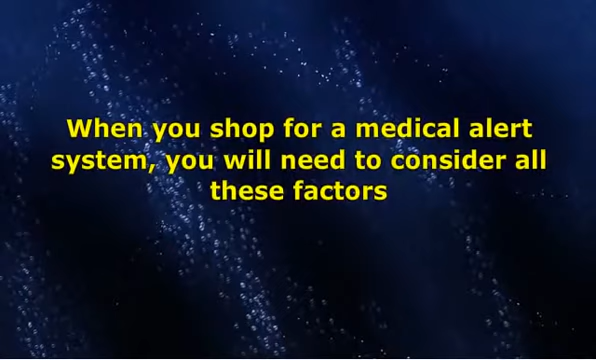 When you shop for a medical alert
system, you will need to consider all
these factors